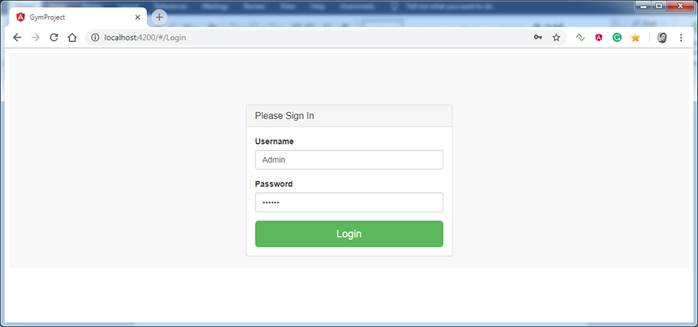 GymProject
localhost:4200/#/Login
Please Sign In
Username
Admin
Password
••••••
Login